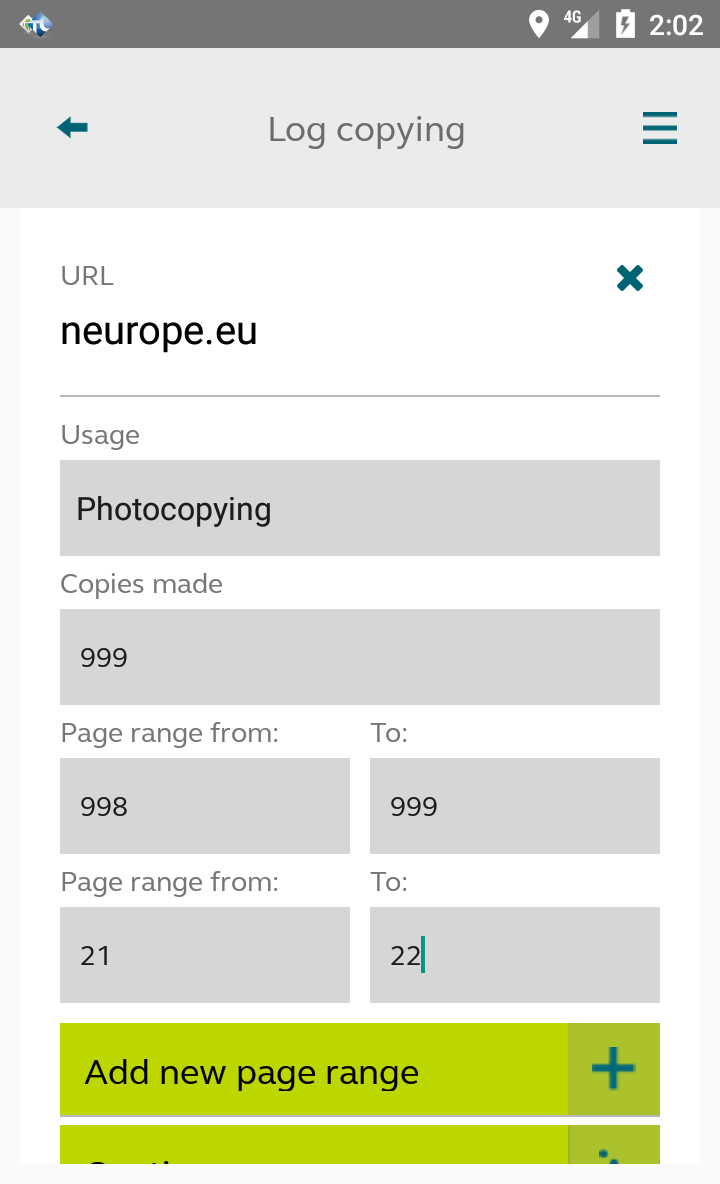 4G 2:02
Log copying
URL
neurope.eu
Usage
Photocopying
Copies made
999
Page range from: To:
998 999
Page range from: To:
21 22
Add new page range